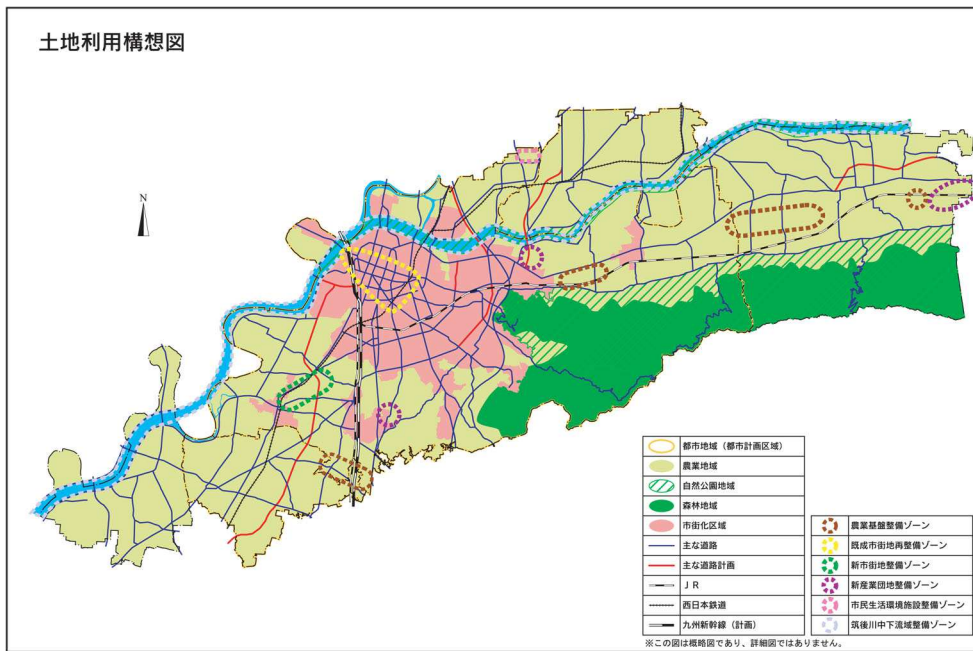 土地利用構想図
N
都市地域（都市計画区域）
農業地域
自然公園地域
森林地域
市街化区域
主な道路
主な道路計画
ＪＲ
西日本鉄道
九州新幹線（計画）
農業基盤整備ゾーン
既成市街地再整備ゾーン
新市街地整備ゾーン
新産業団地整備ゾーン
市民生活環境施設整備ゾーン
筑後川中下流域整備ゾーン
※この図は概略図であり、詳細図ではありません。